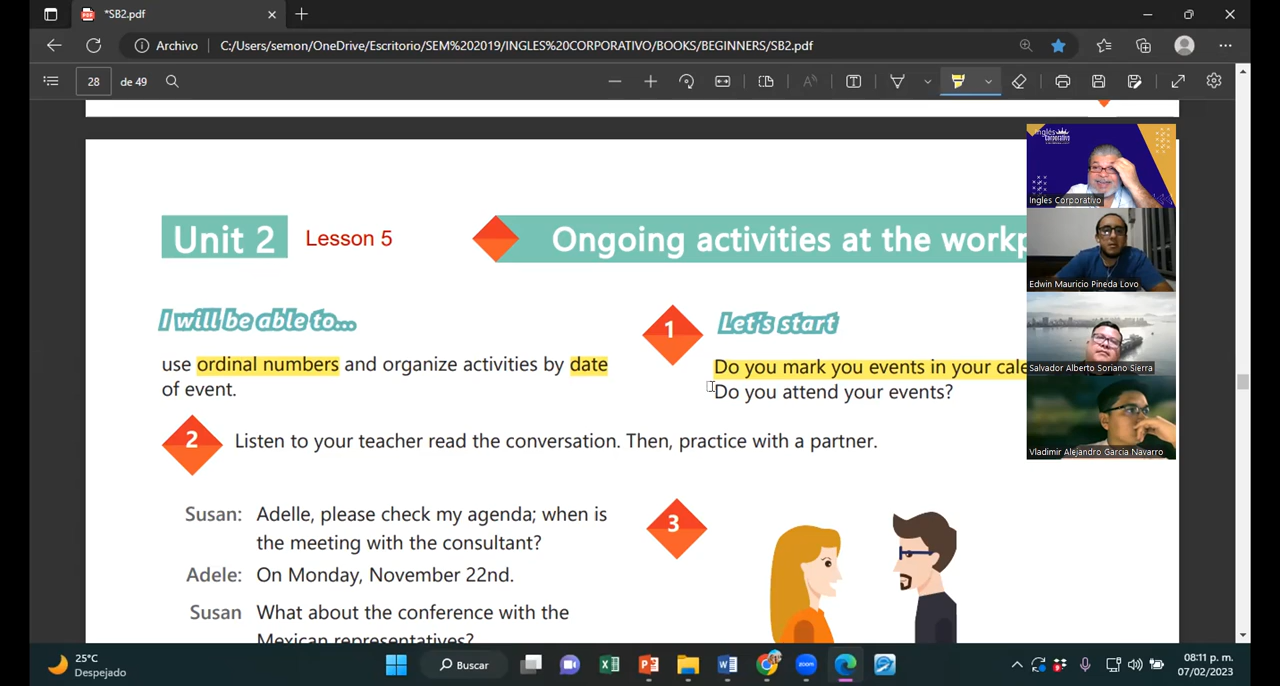 *SB2.pdf
Archivo
C:/Users/semon/OneDrive/Escritorio/SEM%202019/INGLES%20CORPORATIVO/BOOKS/BEGINNERS/SB2.pdf
28 de 49
Unit 2 Lesson 5 Ongoing activities at the workp
I will be able to...
use ordinal numbers and organize activities by date
of event.
1 Let's start
Do you mark you events in your cale
Do you attend your events?
2 Listen to your teacher read the conversation. Then, practice with a partner.
Susan: Adelle, please check my agenda; when is
the meeting with the consultant?
Adele: On Monday, November 22nd.
Susan What about the conference with the
Mexican representatives?
3
Inglés
Corporativo
Ingles Corporativo
Edwin Mauricio Pineda Lovo
Salvador Alberto Soriano Sierra
Vladimir Alejandro Garcia Navarro
25°C
Despejado
Buscar
zoom
08:11 p. m.
07/02/2023